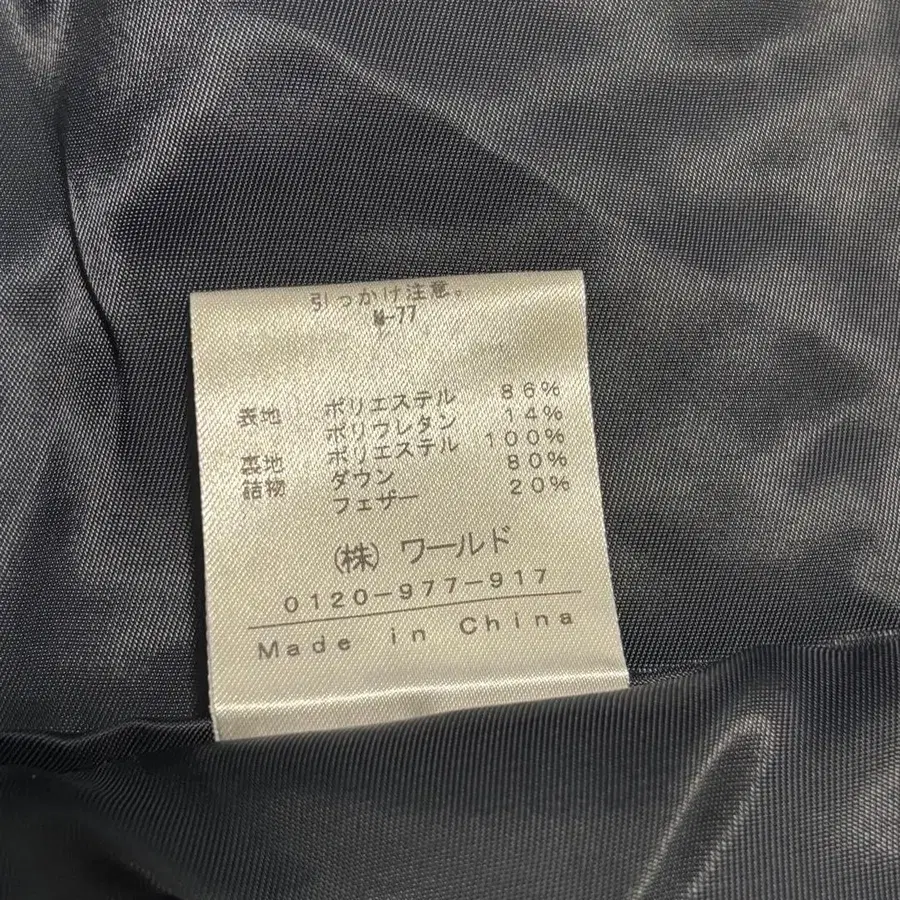 引っかけ注意。
M-77
表地 ポリエステル 86%
ポリウレタン 14%
裏地 ポリエステル 100%
詰物 ダウン 80%
フェザー 20%
(株) ワールド
0120-977-917
Made in China